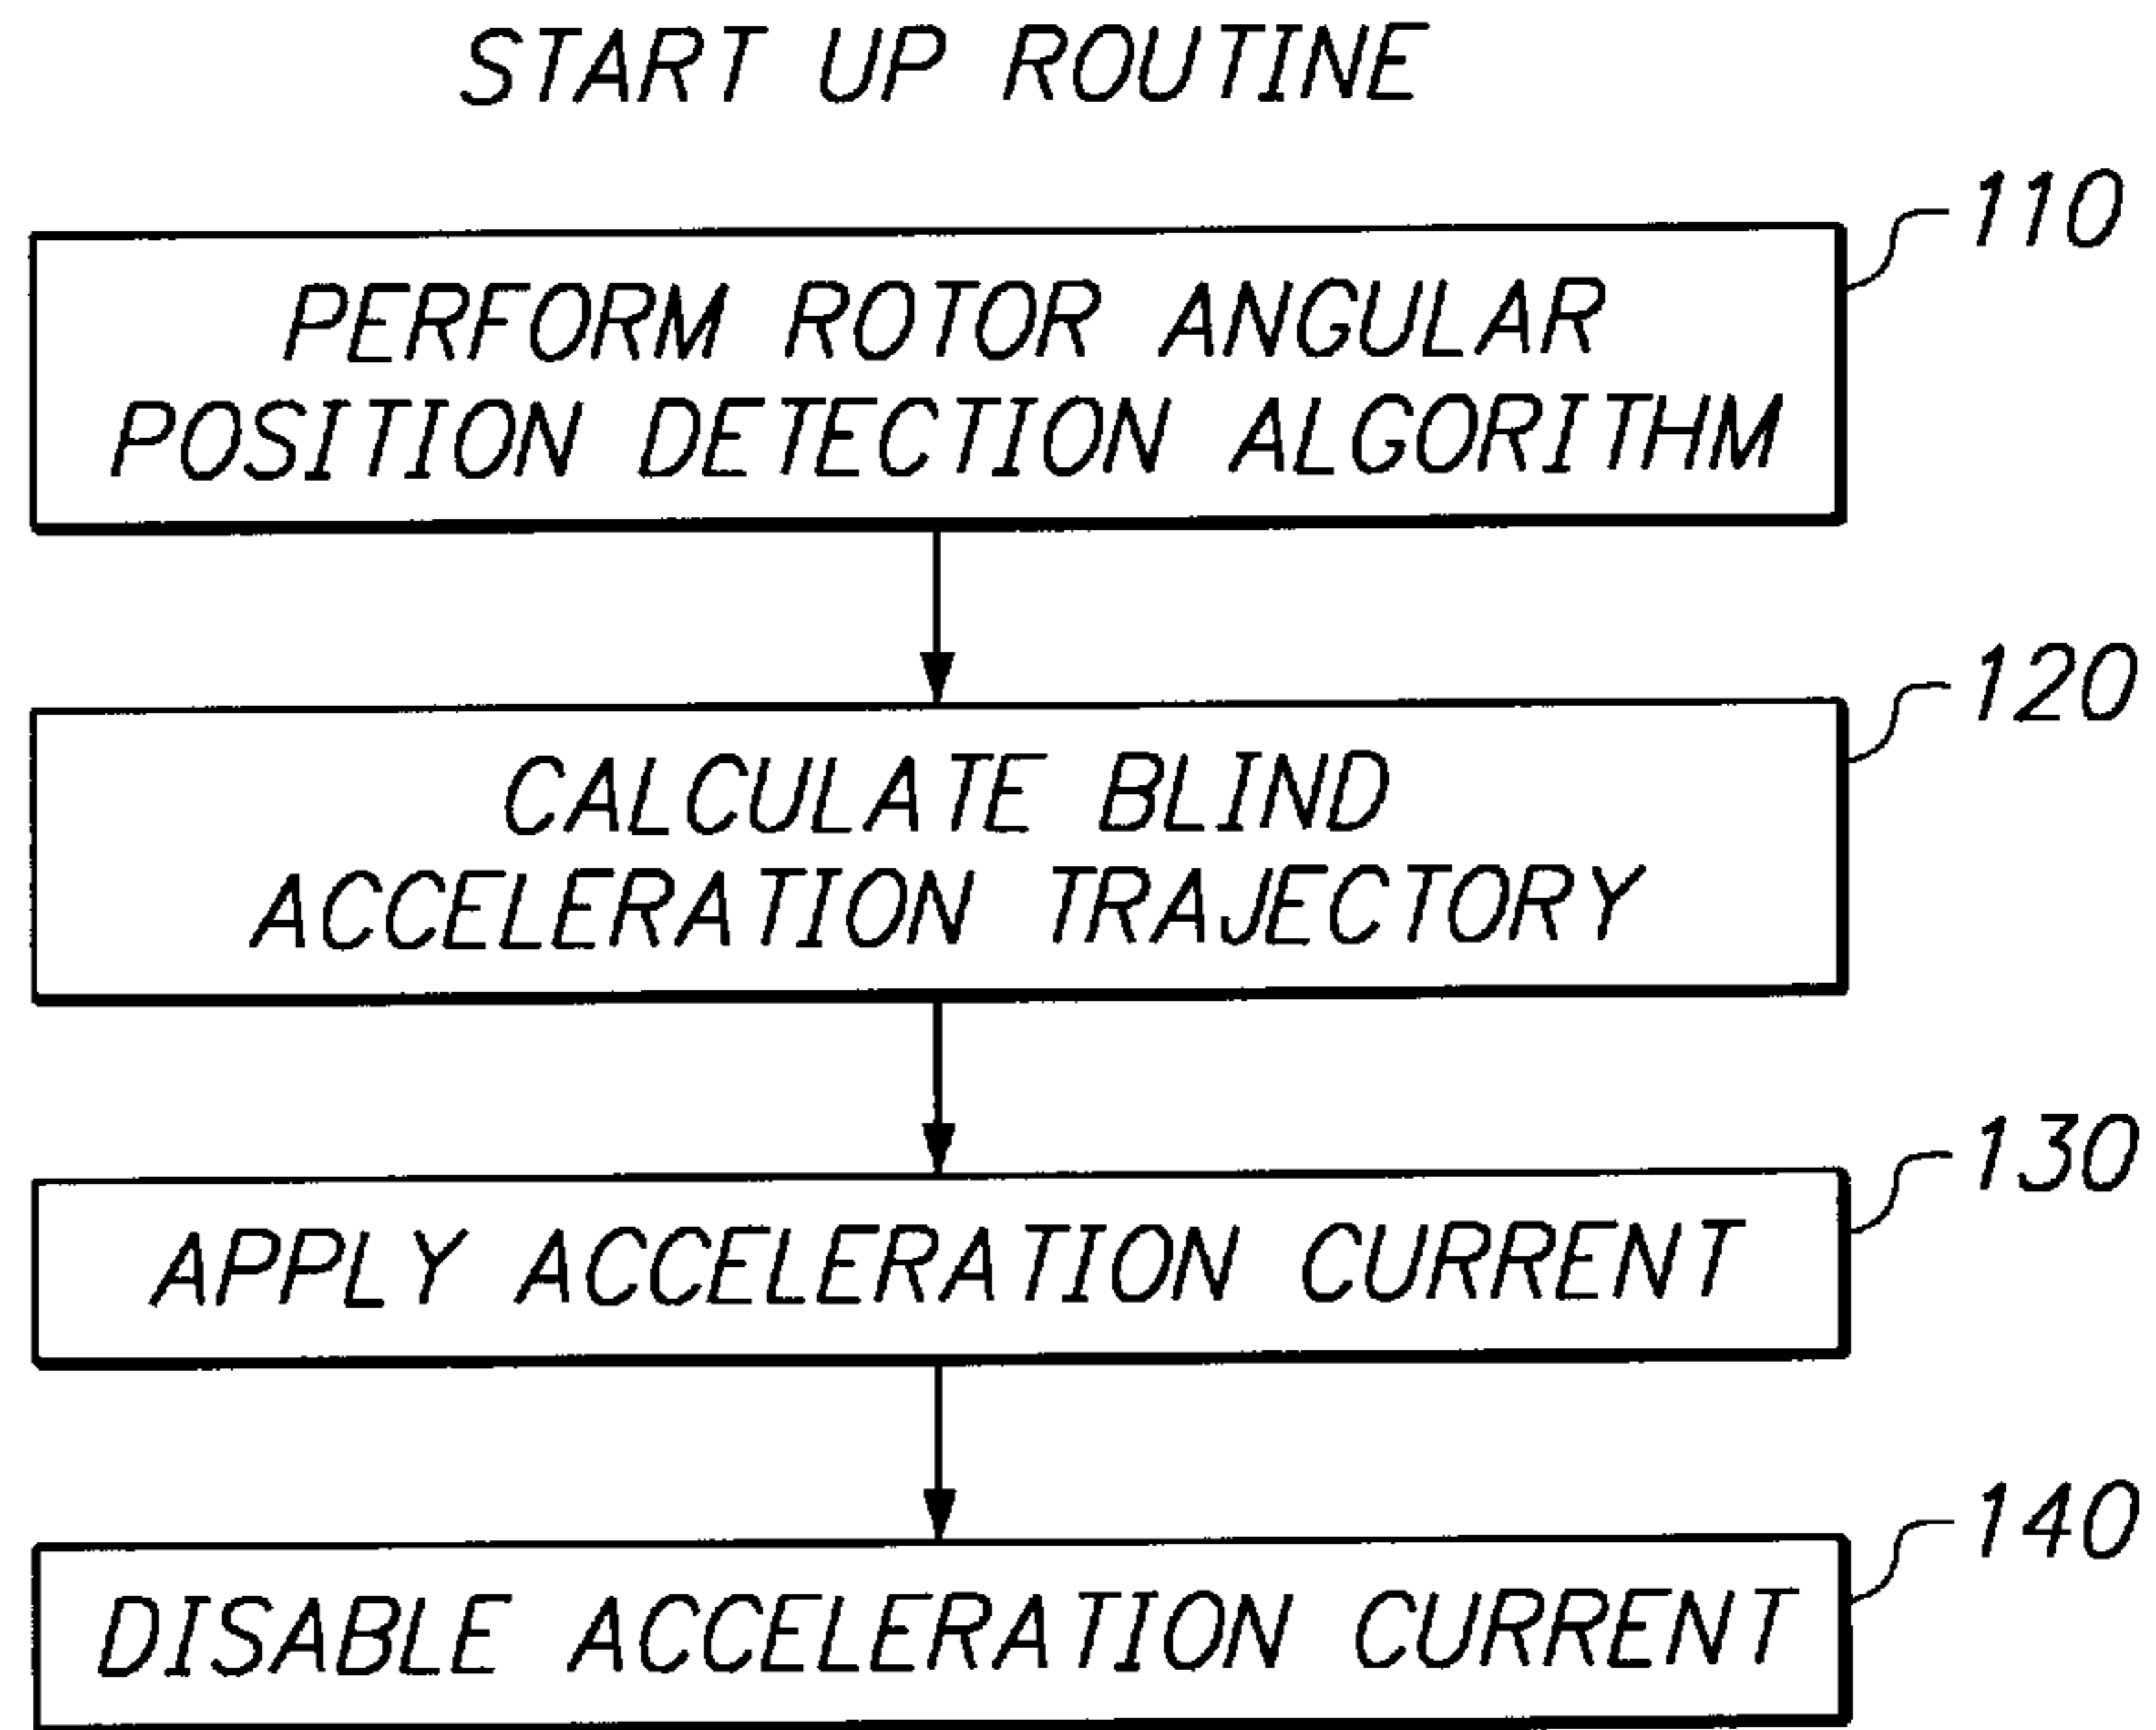 START UP ROUTINE
110
PERFORM ROTOR ANGULAR
POSITION DETECTION ALGORITHM
120
CALCULATE BLIND
ACCELERATION TRAJECTORY
130
APPLY ACCELERATION CURRENT
140
DISABLE ACCELERATION CURRENT